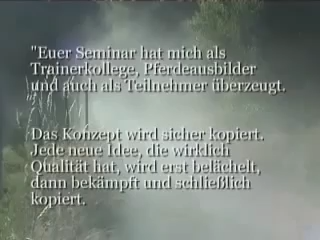 "Euer Seminar hat mich als
Trainerkollege, Pferdeausbilder
und auch als Teilnehmer überzeugt.
Das Konzept wird sicher kopiert.
Jede neue Idee, die wirklich
Qualität hat, wird erst belächelt,
dann bekämpft und schließlich
kopiert.